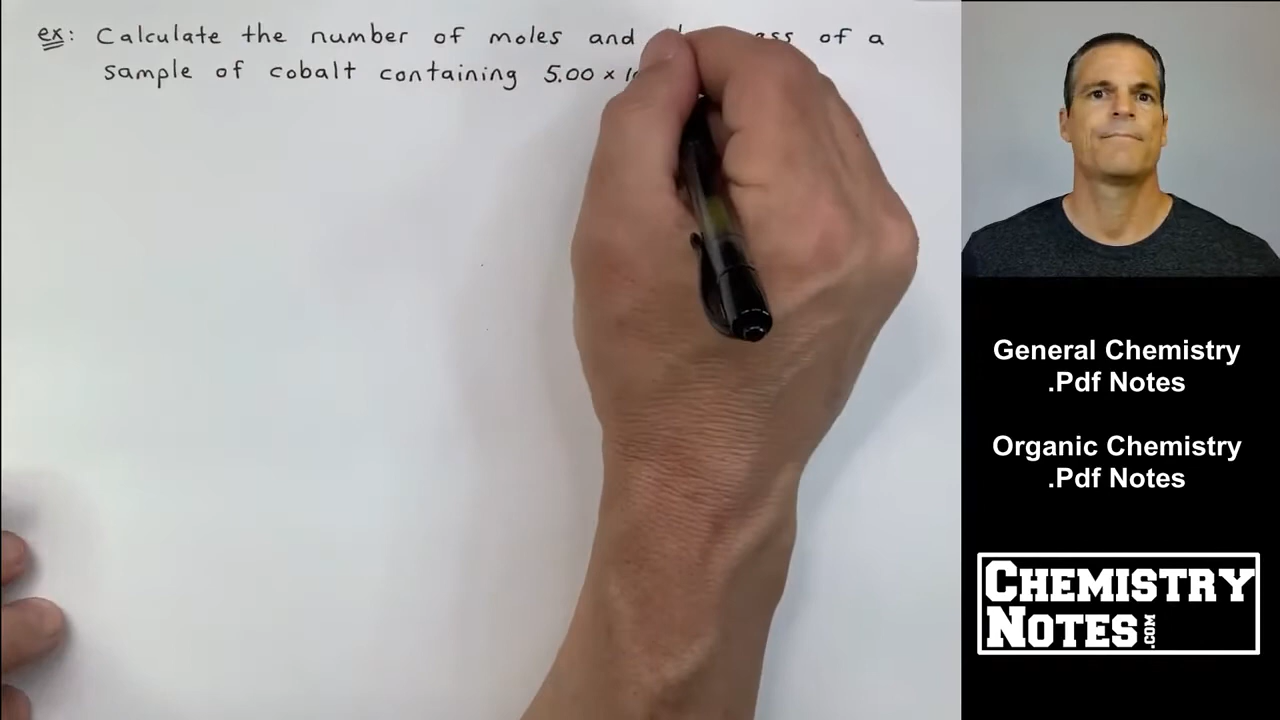 ex: Calculate the number of moles and of a
sample of cobalt containing 5.00 ×
General Chemistry
.Pdf Notes
Organic Chemistry
.Pdf Notes
CHEMISTRY
NOTES.COM